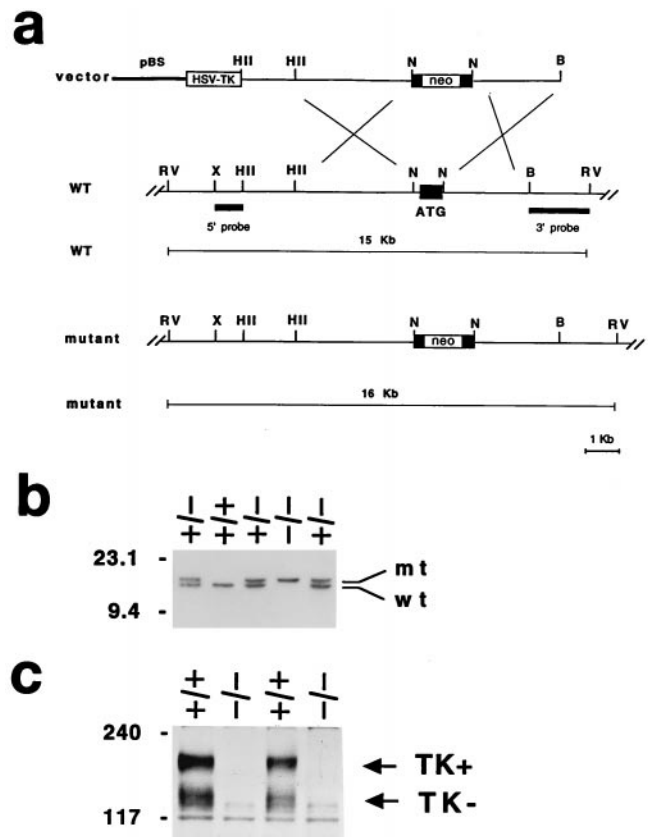 a
pBS HII HII N N B
vector HSV-TK neo
RV X HII HII N N B RV
WT
ATG
5' probe 3' probe
WT 15 Kb
RV X HII HII N N B RV
mutant neo
mutant 16 Kb
1 Kb
b
+/- +/+ +/- -/- +/-
23.1 -
mt
wt
9.4 -
c
+/+ -/- +/+ -/-
240 -
TK+
TK-
117 -